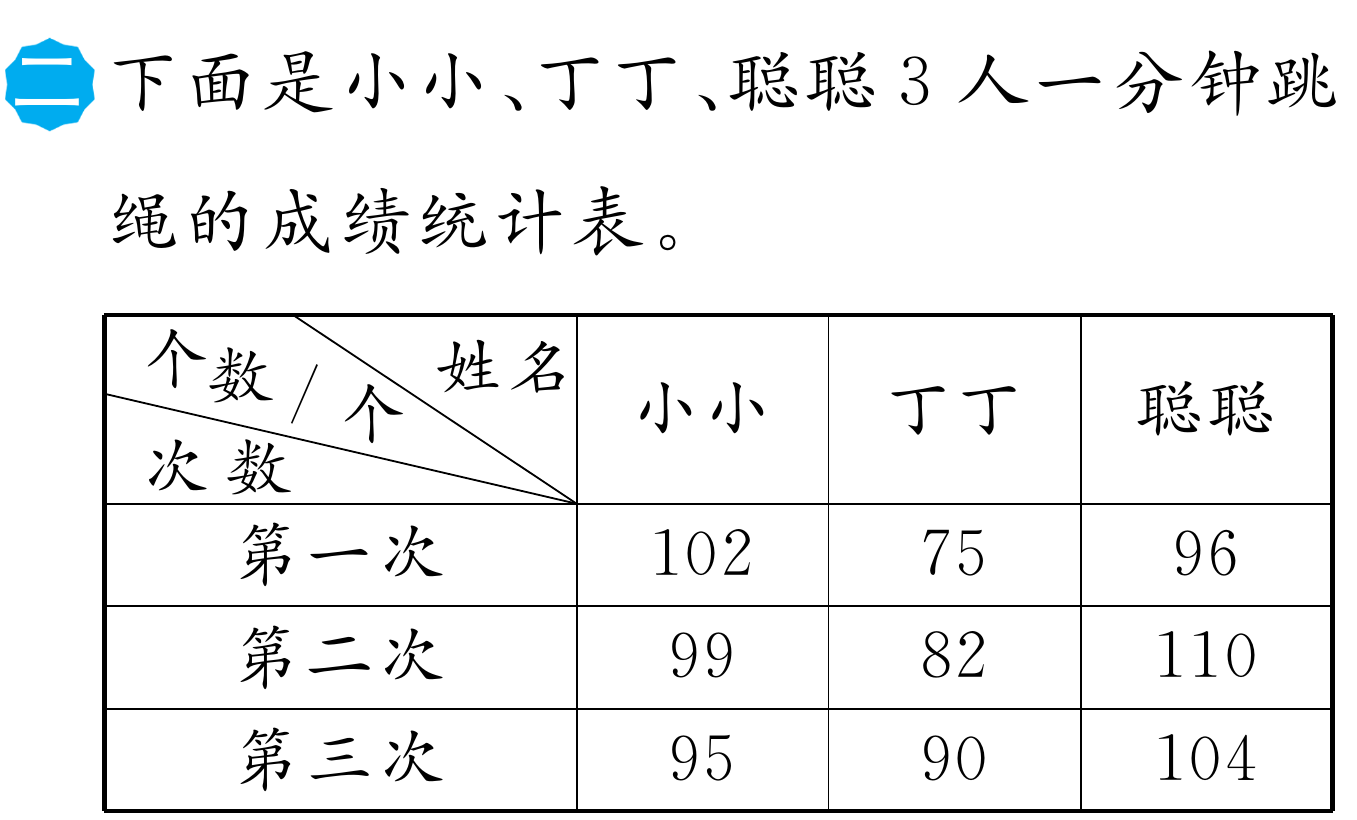 二 下面是小小、丁丁、聪聪3人一分钟跳
绳的成绩统计表。
个数/个 姓名 小小 丁丁 聪聪
次数
第一次 102 75 96
第二次 99 82 110
第三次 95 90 104